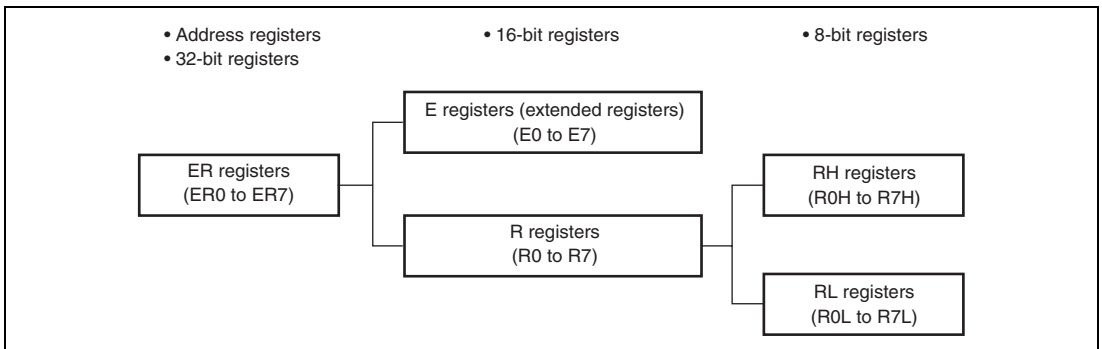 • Address registers
• 32-bit registers
• 16-bit registers
• 8-bit registers
E registers (extended registers)
(E0 to E7)
ER registers
(ER0 to ER7)
RH registers
(R0H to R7H)
R registers
(R0 to R7)
RL registers
(R0L to R7L)